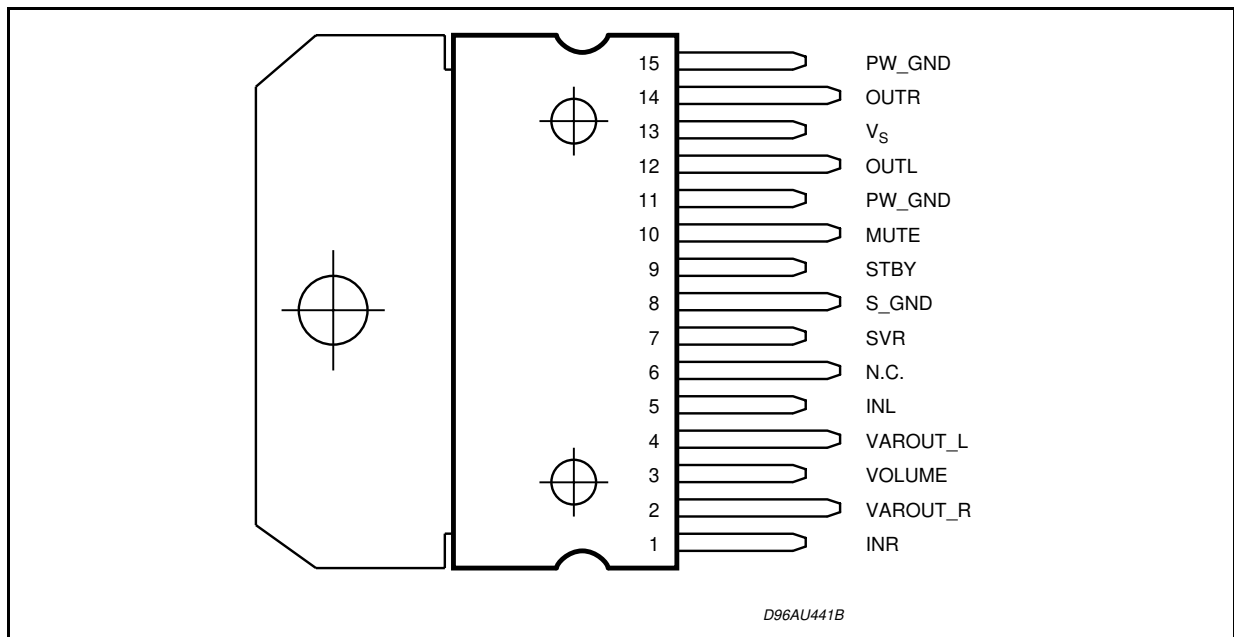 15 PW_GND
14 OUTR
13 VS
12 OUTL
11 PW_GND
10 MUTE
9 STBY
8 S_GND
7 SVR
6 N.C.
5 INL
4 VAROUT_L
3 VOLUME
2 VAROUT_R
1 INR
D96AU441B